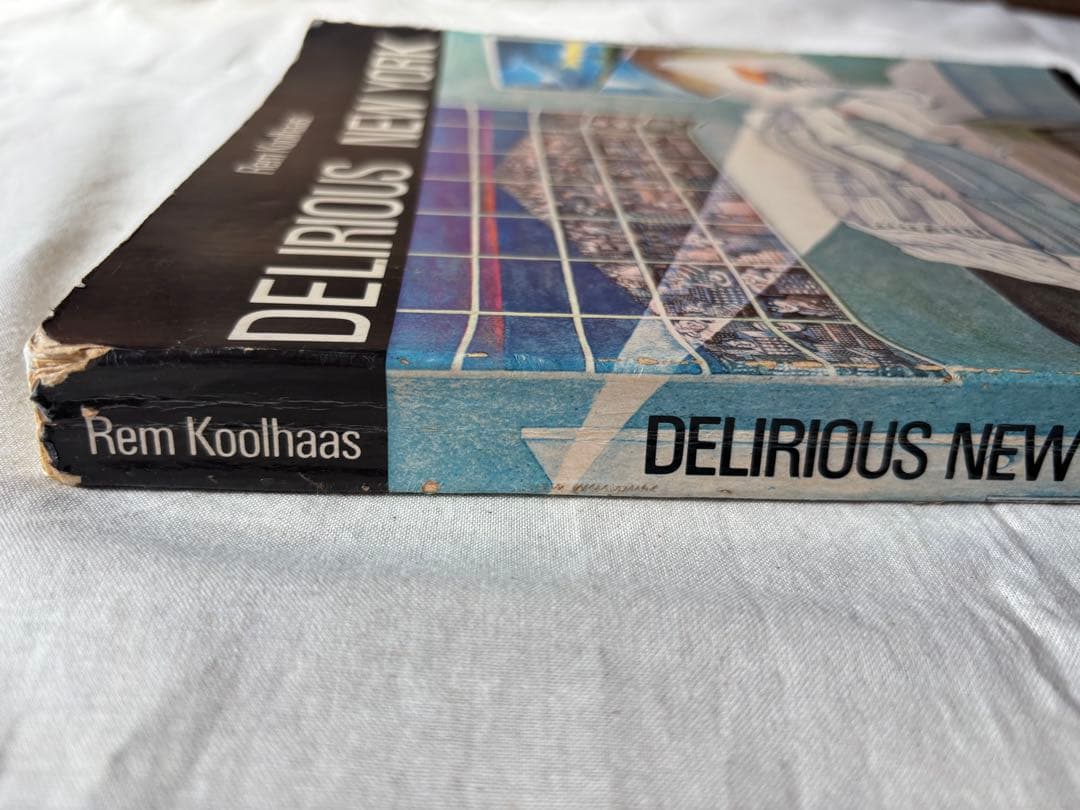 Rem Koolhaas
DELIRIOUS NEW YORK
Rem Koolhaas
DELIRIOUS NEW